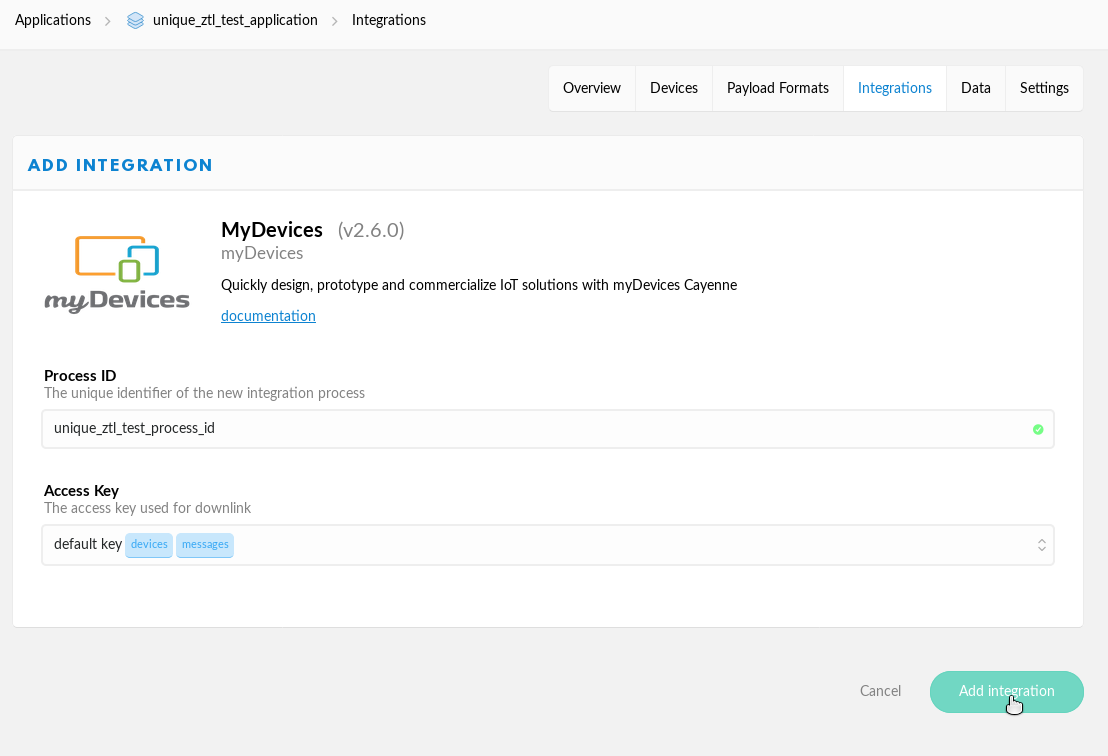 Applications > unique_ztl_test_application > Integrations
Overview Devices Payload Formats Integrations Data Settings
ADD INTEGRATION
myDevices
MyDevices (v2.6.0)
myDevices
Quickly design, prototype and commercialize IoT solutions with myDevices Cayenne
documentation
Process ID
The unique identifier of the new integration process
unique_ztl_test_process_id
Access Key
The access key used for downlink
default key devices messages
Cancel Add integration